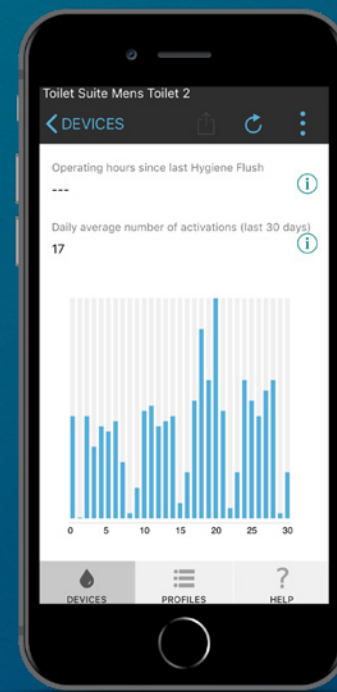 Toilet Suite Mens Toilet 2
DEVICES
Operating hours since last Hygiene Flush
---
Daily average number of activations (last 30 days)
17
0 5 10 15 20 25 30
DEVICES PROFILES HELP